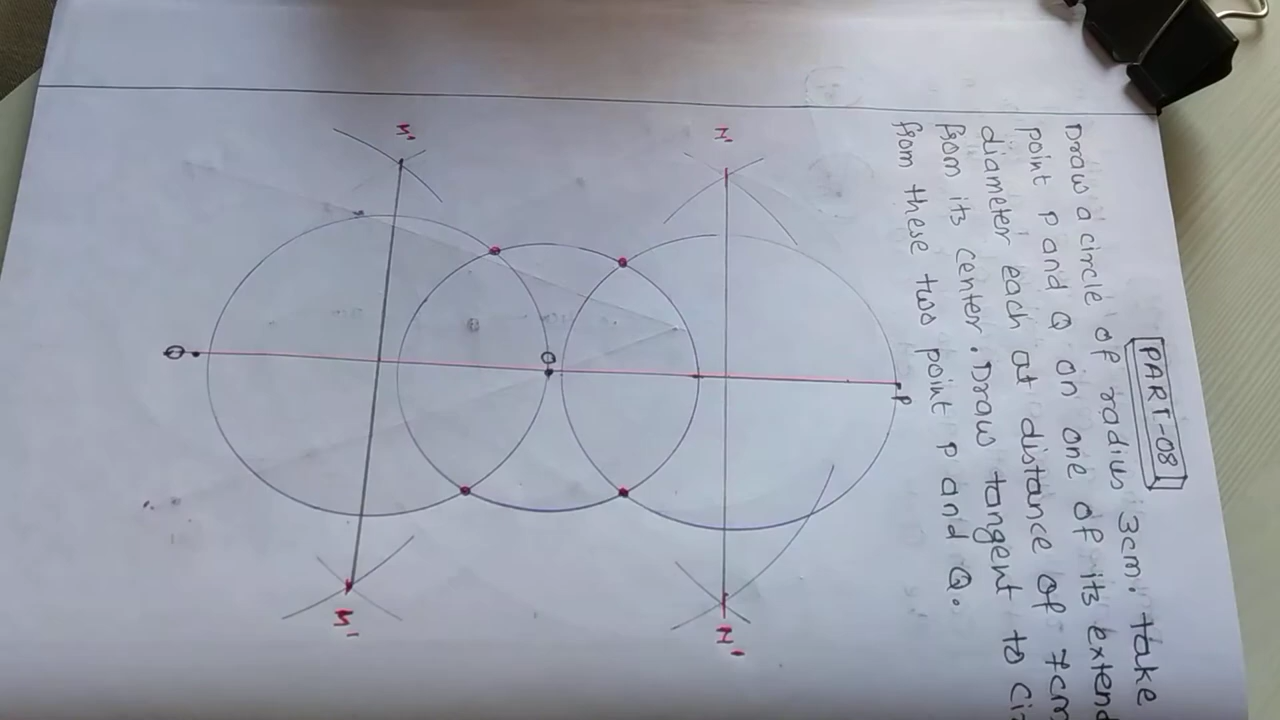 PART-08
Draw a circle of radius 3cm. take
point p and Q on one of its extend
diameter each at distance of 7cm
from its center. Draw tangent to
from these two point p and Q.
M'
N'
Q
O
P
M'
N'